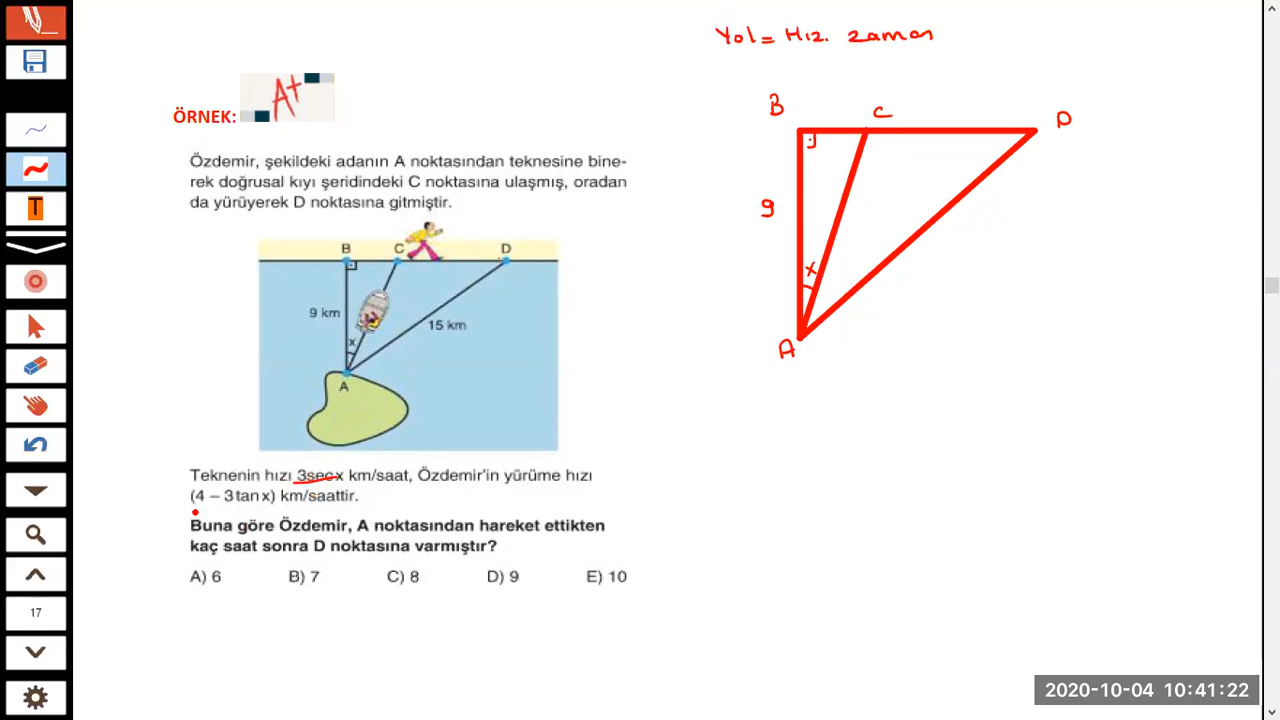 Yol = Hız. zaman
A+
ÖRNEK:
Özdemir, şekildeki adanın A noktasından teknesine bine-
rek doğrusal kıyı şeridindeki C noktasına ulaşmış, oradan
da yürüyerek D noktasına gitmiştir.
B C D
9 km
15 km
x
A
B C D
9
x
A
Teknenin hızı 3secx km/saat, Özdemir'in yürüme hızı
(4 – 3tanx) km/saattir.
Buna göre Özdemir, A noktasından hareket ettikten
kaç saat sonra D noktasına varmıştır?
A) 6 B) 7 C) 8 D) 9 E) 10
T
17
2020-10-04 10:41:22